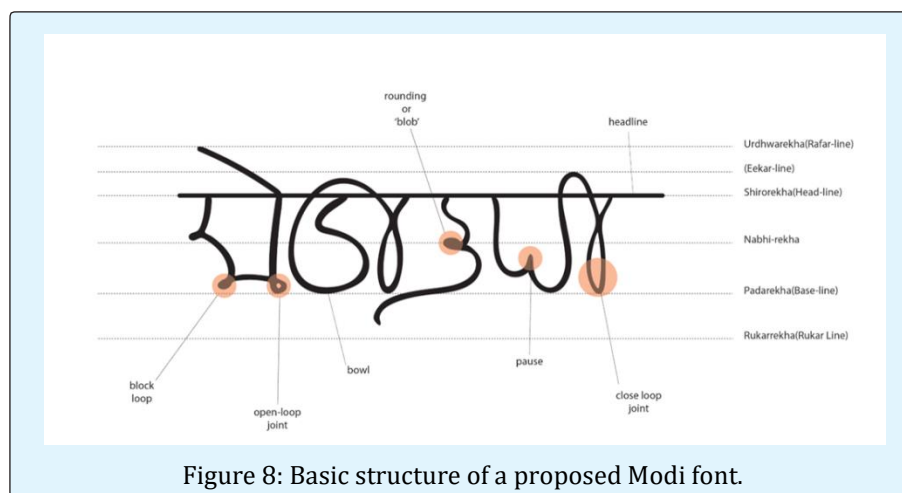 rounding
or
'blob'
headline
Urdhwarekha(Rafar-line)
(Eekar-line)
Shirorekha(Head-line)
Nabhi-rekha
Padarekha(Base-line)
Rukarrekha(Rukar Line)
block
loop
open-loop
joint
bowl
pause
close loop
joint
Figure 8: Basic structure of a proposed Modi font.